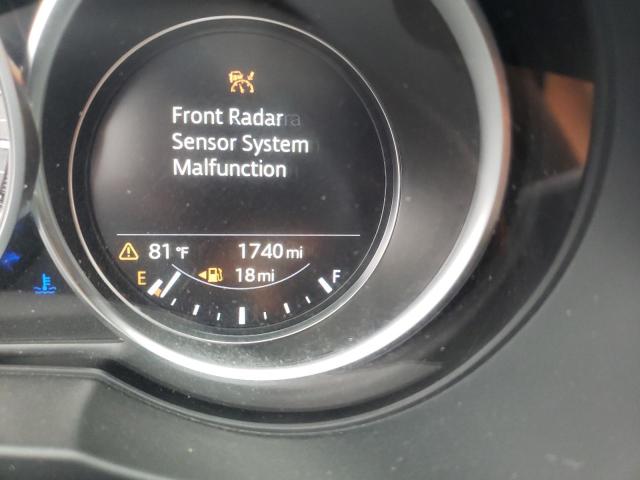 Front Radar
Sensor System
Malfunction
81 °F 1740 mi
E 18 mi F